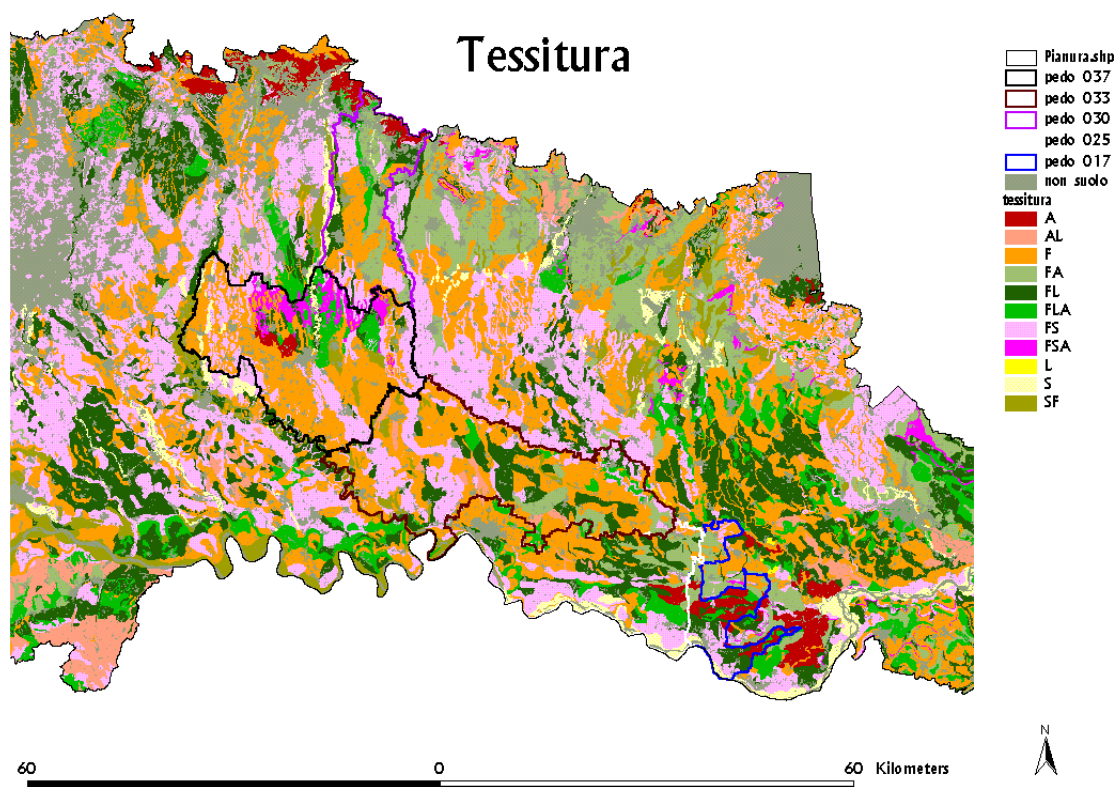 Tessitura
Pianura.shp
pedo 037
pedo 033
pedo 030
pedo 025
pedo 017
non suolo
tessitura
A
AL
F
FA
FL
FLA
FS
FSA
L
S
SF
N
60 0 60 Kilometers